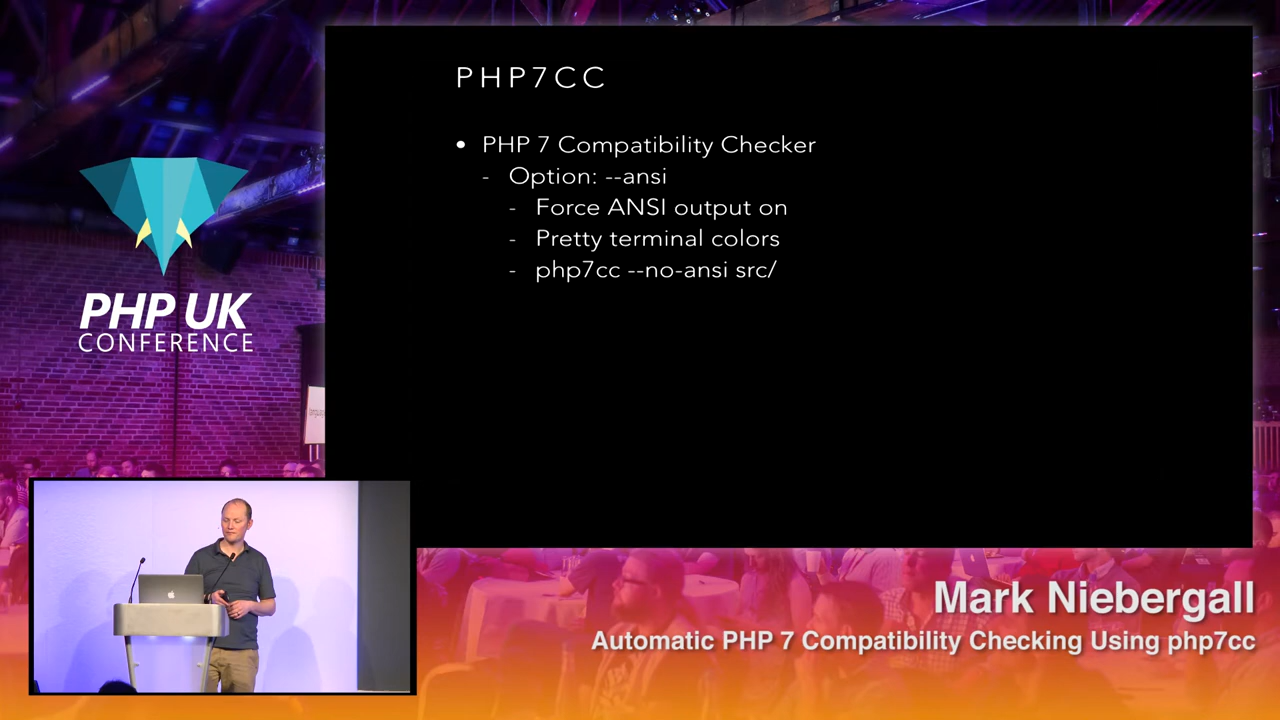 PHP7CC
• PHP 7 Compatibility Checker
- Option: --ansi
- Force ANSI output on
- Pretty terminal colors
- php7cc --no-ansi src/
PHP UK
CONFERENCE
Mark Niebergall
Automatic PHP 7 Compatibility Checking Using php7cc